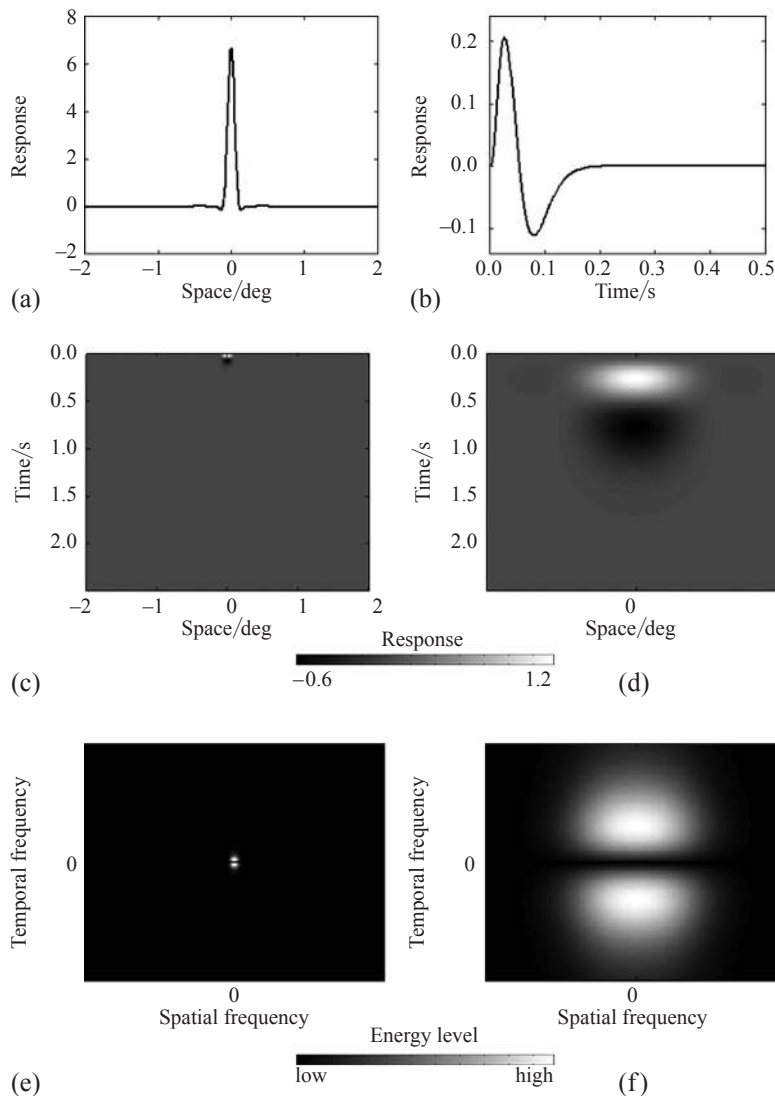 8
6
4
2
0
−2
Response
−2 −1 0 1 2
Space/deg
(a)
0.2
0.1
0.0
−0.1
Response
0.0 0.1 0.2 0.3 0.4 0.5
Time/s
(b)
0.0
0.5
1.0
1.5
2.0
Time/s
−2 −1 0 1 2
Space/deg
(c)
0.0
0.5
1.0
1.5
2.0
Time/s
0
Space/deg
(d)
Response
−0.6 1.2
Temporal frequency
0
0
Spatial frequency
(e)
Temporal frequency
0
0
Spatial frequency
(f)
Energy level
low high